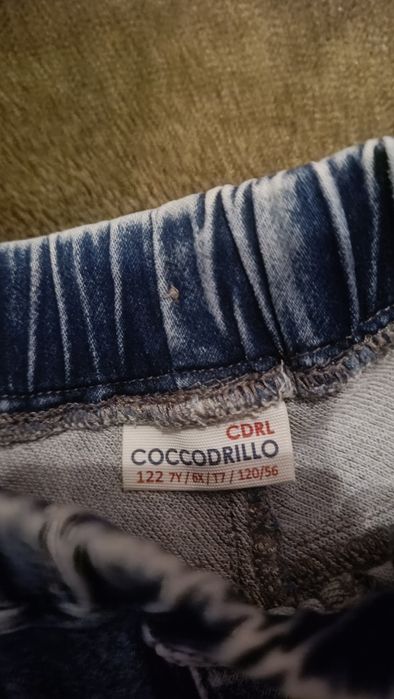 CDRL
COCCODRILLO
122 7Y / 6X / T7 / 120/56